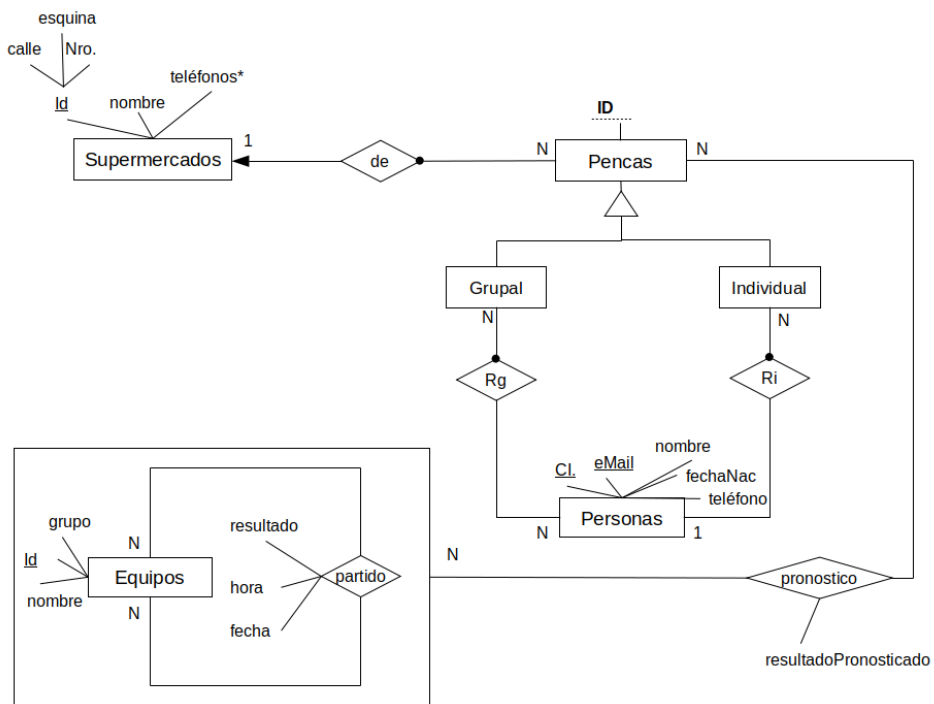 esquina
calle
Nro.
teléfonos*
Id
nombre
ID
1
Supermercados
de
N
Pencas
N
Grupal
Individual
N
N
Rg
Ri
nombre
CI.
eMail
fechaNac
teléfono
N
Personas
1
grupo
resultado
N
N
Id
Equipos
partido
pronostico
nombre
hora
N
fecha
resultadoPronosticado